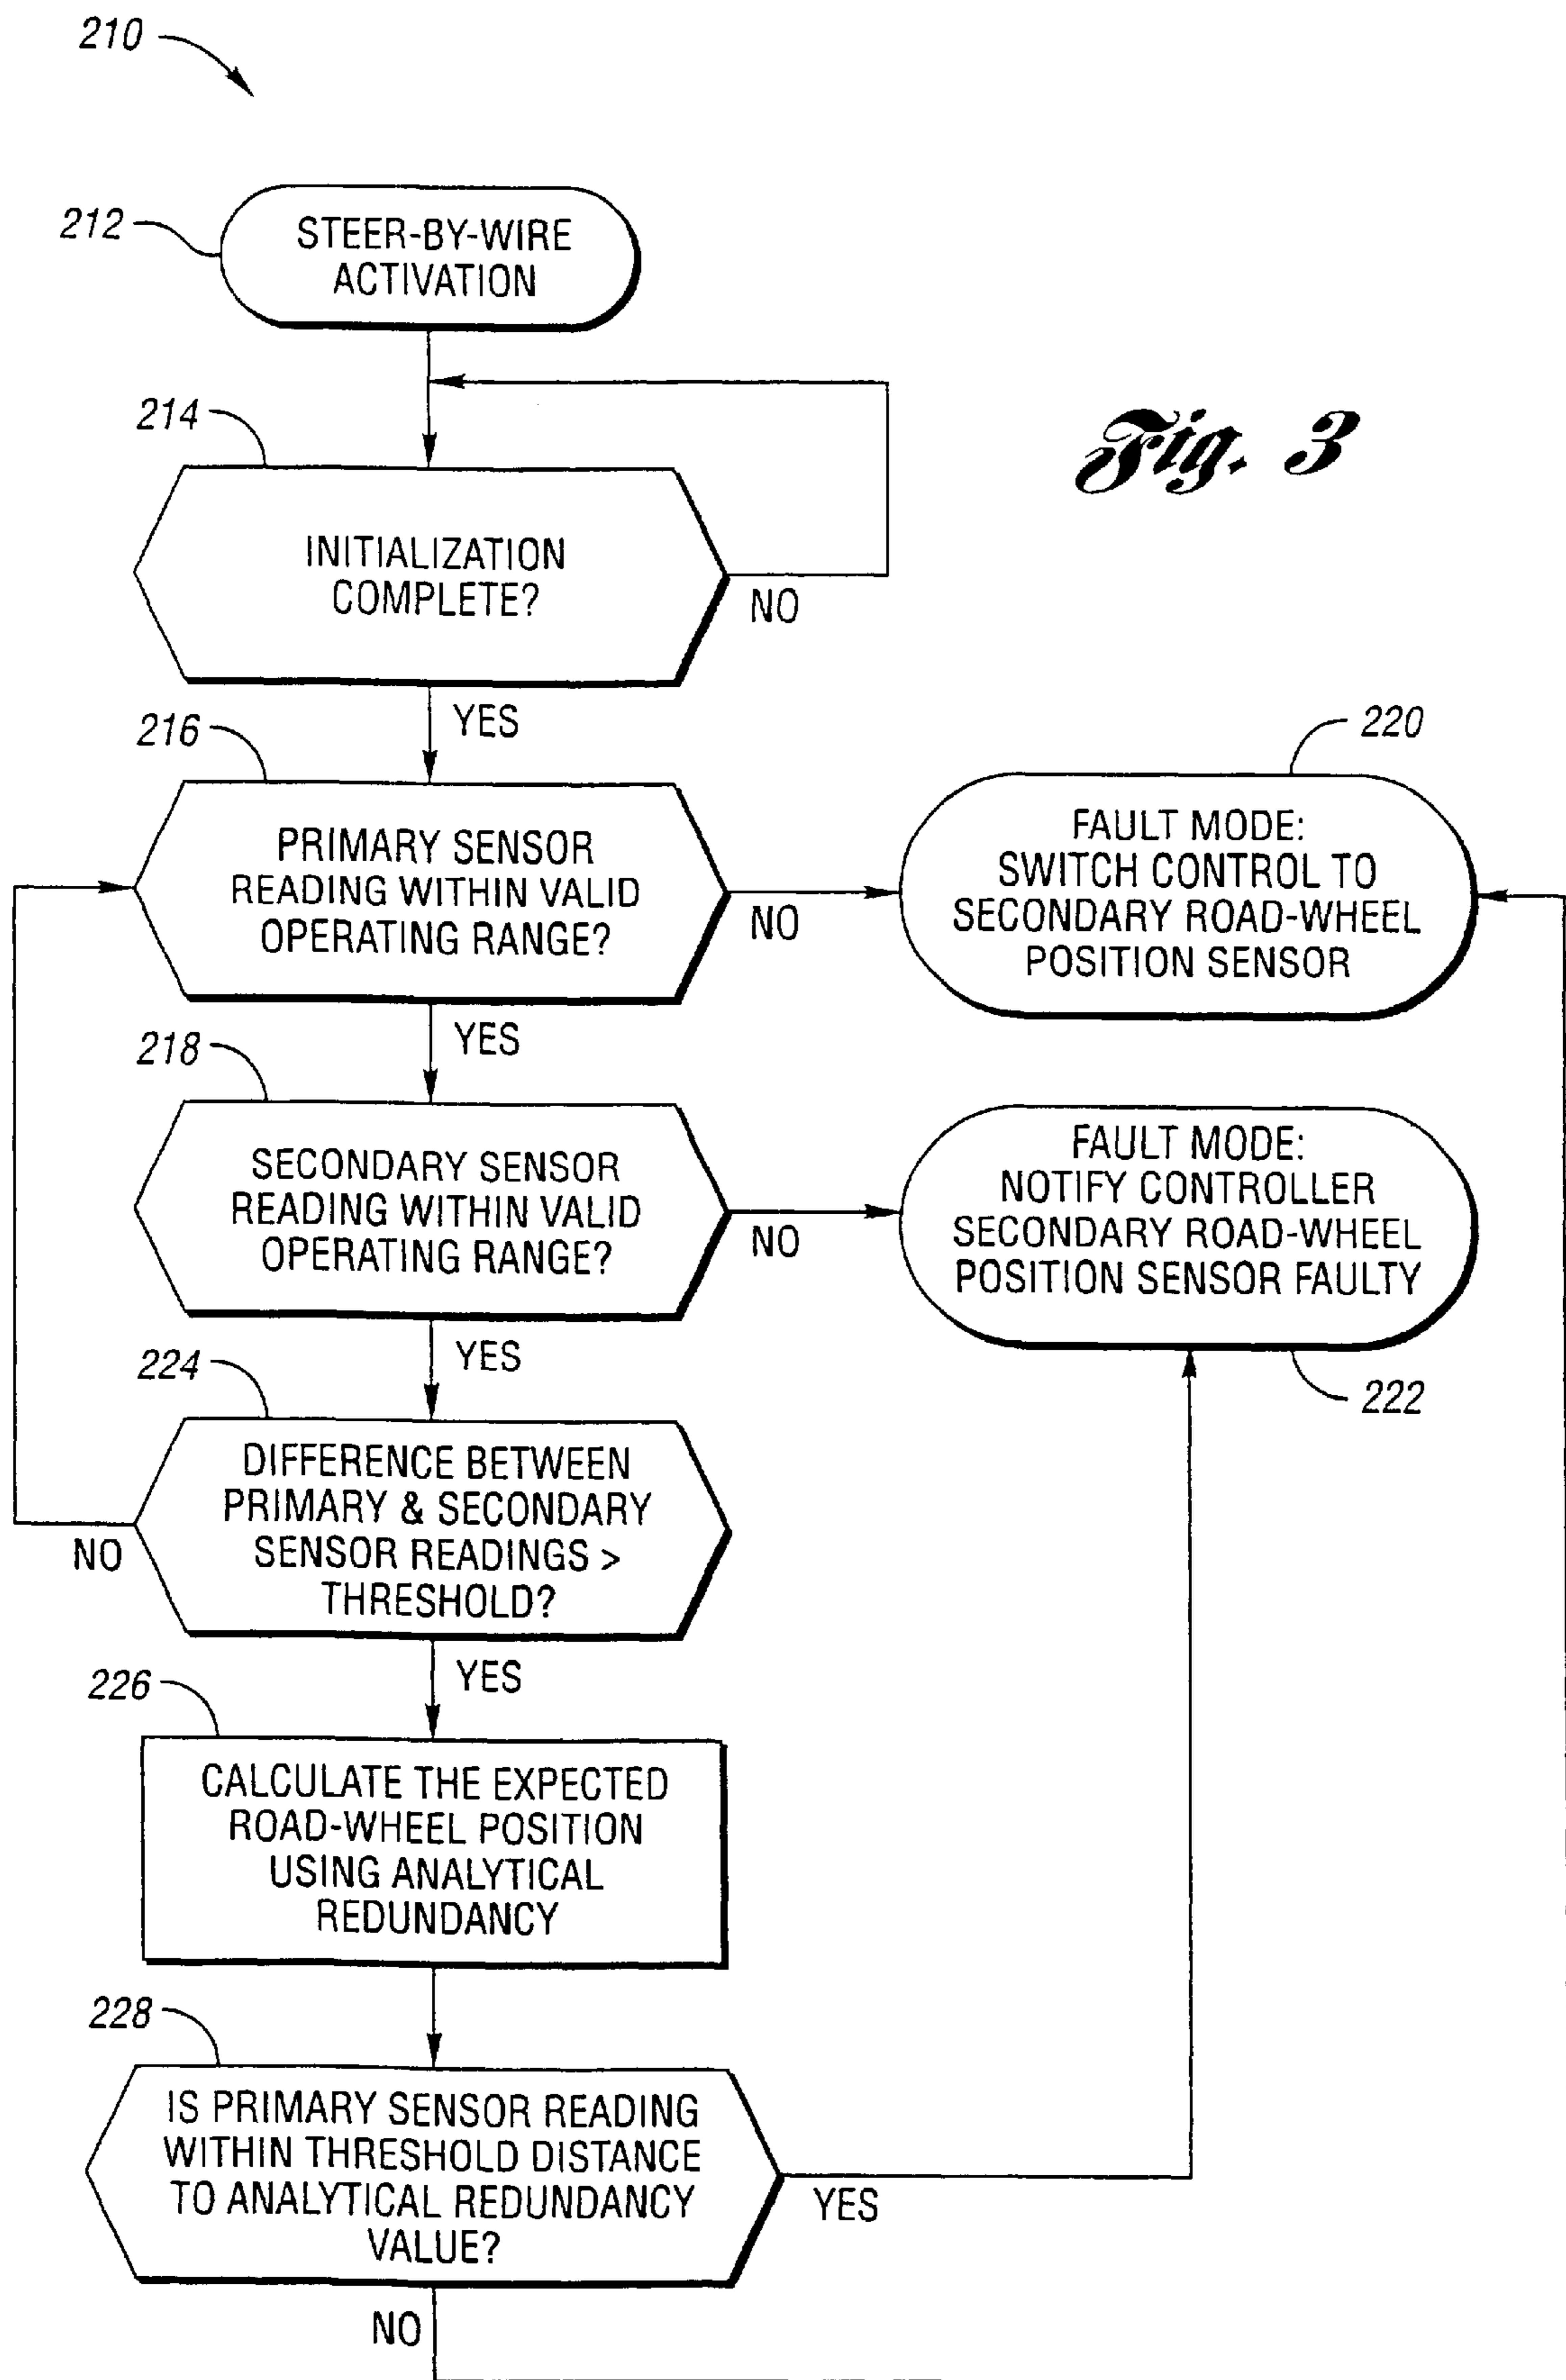 210
212
STEER-BY-WIRE
ACTIVATION
214
Fig. 3
INITIALIZATION
COMPLETE?
NO
YES
216
220
PRIMARY SENSOR
READING WITHIN VALID
OPERATING RANGE?
NO
FAULT MODE:
SWITCH CONTROL TO
SECONDARY ROAD-WHEEL
POSITION SENSOR
YES
218
SECONDARY SENSOR
READING WITHIN VALID
OPERATING RANGE?
NO
FAULT MODE:
NOTIFY CONTROLLER
SECONDARY ROAD-WHEEL
POSITION SENSOR FAULTY
YES
222
224
DIFFERENCE BETWEEN
PRIMARY & SECONDARY
SENSOR READINGS >
THRESHOLD?
NO
YES
226
CALCULATE THE EXPECTED
ROAD-WHEEL POSITION
USING ANALYTICAL
REDUNDANCY
228
IS PRIMARY SENSOR READING
WITHIN THRESHOLD DISTANCE
TO ANALYTICAL REDUNDANCY
VALUE?
YES
NO